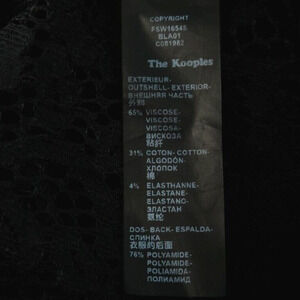 COPYRIGHT
FSW16545
BLA01
C081982
The Kooples
EXTERIEUR-
OUTSHELL-EXTERIOR-
ВНЕШНЯЯ ЧАСТЬ
外部
65% VISCOSE-
VISCOSE-
VISCOSA-
ВИСКОЗА
粘纤
31% COTON-COTTON-
ALGODÓN-
ХЛОПОК
棉
4% ELASTHANNE-
ELASTANE-
ELASTANO-
ЭЛАСТАН
氨纶
DOS-BACK-ESPALDA-
СПИНКА
衣服的后面
76% POLYAMIDE-
POLYAMIDE-
POLIAMIDA-
ПОЛИАМИД